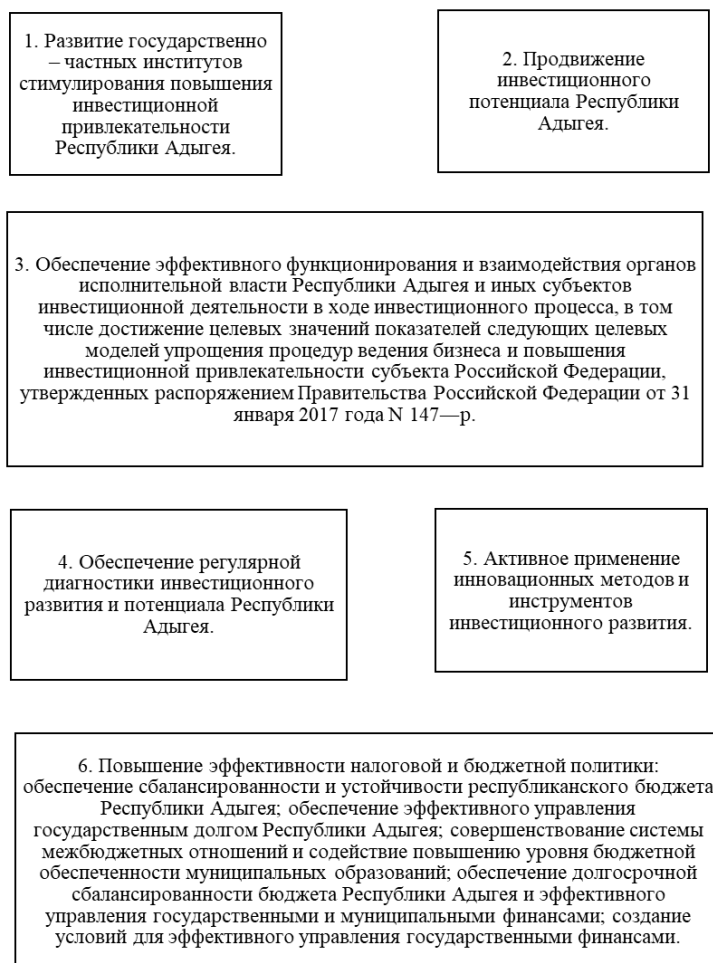 1. Развитие государственно
– частных институтов
стимулирования повышения
инвестиционной
привлекательности
Республики Адыгея.
2. Продвижение
инвестиционного
потенциала Республики
Адыгея.
3. Обеспечение эффективного функционирования и взаимодействия органов
исполнительной власти Республики Адыгея и иных субъектов
инвестиционной деятельности в ходе инвестиционного процесса, в том
числе достижение целевых значений показателей следующих целевых
моделей упрощения процедур ведения бизнеса и повышения
инвестиционной привлекательности субъекта Российской Федерации,
утвержденных распоряжением Правительства Российской Федерации от 31
января 2017 года N 147—р.
4. Обеспечение регулярной
диагностики инвестиционного
развития и потенциала Республики
Адыгея.
5. Активное применение
инновационных методов и
инструментов
инвестиционного развития.
6. Повышение эффективности налоговой и бюджетной политики:
обеспечение сбалансированности и устойчивости республиканского бюджета
Республики Адыгея; обеспечение эффективного управления
государственным долгом Республики Адыгея; совершенствование системы
межбюджетных отношений и содействие повышению уровня бюджетной
обеспеченности муниципальных образований; обеспечение долгосрочной
сбалансированности бюджета Республики Адыгея и эффективного
управления государственными и муниципальными финансами; создание
условий для эффективного управления государственными финансами.